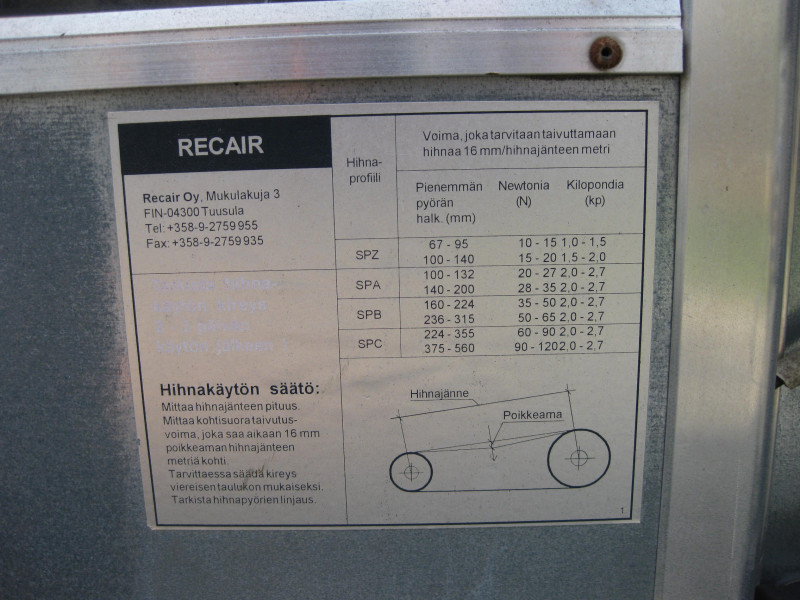 RECAIR
Recair Oy, Mukulakuja 3
FIN-04300 Tuusula
Tel: +358-9-2759955
Fax: +358-9-2759935
Hihna-
profiili
Voima, joka tarvitaan taivuttamaan
hihnaa 16 mm/hihnajänteen metri
Pienemmän Newtonia Kilopondia
pyörän (N) (kp)
halk. (mm)
SPZ
67 - 95 10 - 15 1,0 - 1,5
100 - 140 15 - 20 1,5 - 2,0
SPA
100 - 132 20 - 27 2,0 - 2,7
140 - 200 28 - 35 2,0 - 2,7
SPB
160 - 224 35 - 50 2,0 - 2,7
236 - 315 50 - 65 2,0 - 2,7
SPC
224 - 355 60 - 90 2,0 - 2,7
375 - 560 90 - 120 2,0 - 2,7
Hihnakäytön säätö:
Mittaa hihnajänteen pituus.
Mittaa kohtisuora taivutus-
voima, joka saa aikaan 16 mm
poikkeaman hihnajänteen
metriä kohti.
Tarvittaessa säädä kireys
viereisen taulukon mukaiseksi.
Tarkista hihnapyörien linjaus.
Hihnajänne
Poikkeama
1